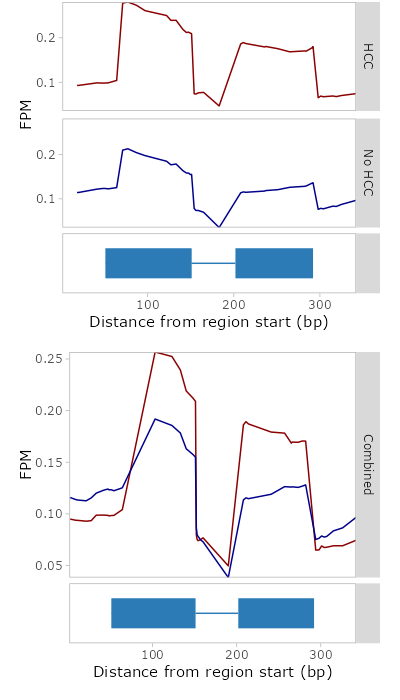 0.2
0.1
HCC
FPM
0.2
0.1
No HCC
100
200
300
Distance from region start (bp)
0.25
0.20
0.15
0.10
0.05
FPM
Combined
100
200
300
Distance from region start (bp)